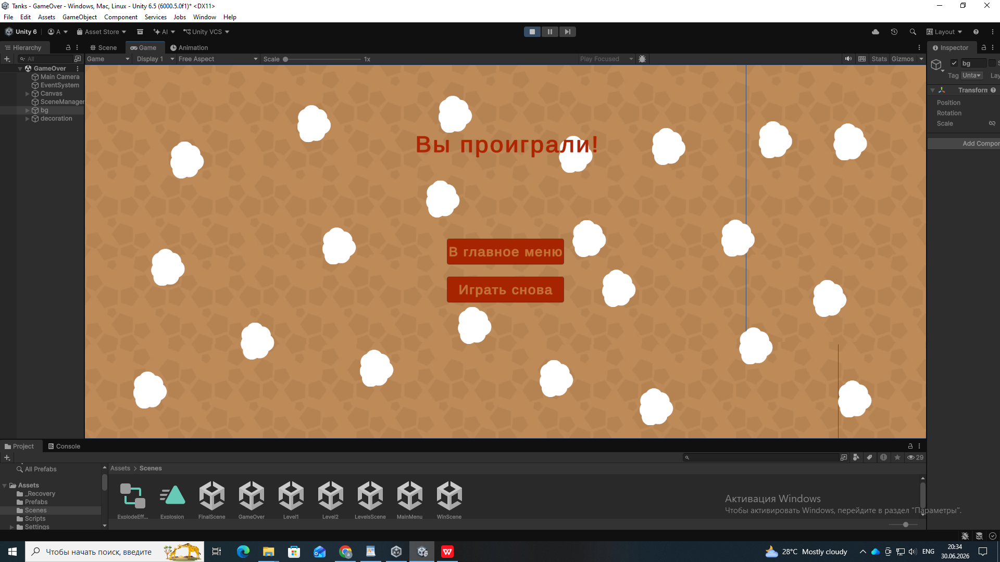 Tanks - GameOver - Windows, Mac, Linux - Unity 6.5 (6000.5.0f1)* <DX11>
File Edit Assets GameObject Component Services Jobs Window Help
Unity 6 A Asset Store AI Unity VCS Layout
Hierarchy Scene Game Animation Inspector
All Game Display 1 Free Aspect Scale 1x Play Focused Stats Gizmos
GameOver
Main Camera
EventSystem
Canvas
SceneManager
bg
decoration
bg
Tag Unta Lay
Transform
Position
Rotation
Scale
Add Compor
Вы проиграли!
В главное меню
Играть снова
Project Console
29
All Prefabs
Assets
_Recovery
Prefabs
Scenes
Scripts
Settings
Assets > Scenes
ExplodeEff... Explosion FinalScene GameOver Level1 Level2 LevelsScene MainMenu WinScene
Активация Windows
Чтобы активировать Windows, перейдите в раздел "Параметры".
Чтобы начать поиск, введите
28°C Mostly cloudy ENG 20:34
30.06.2026